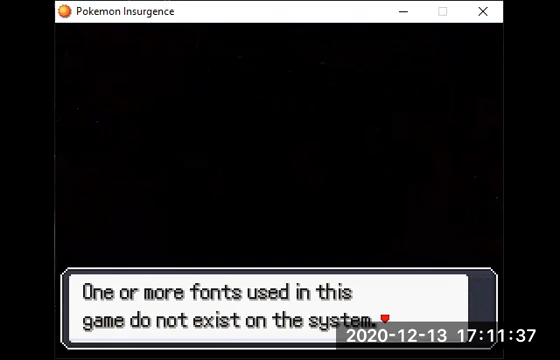 Pokemon Insurgence
One or more fonts used in this
game do not exist on the system.
2020-12-13 17:11:37